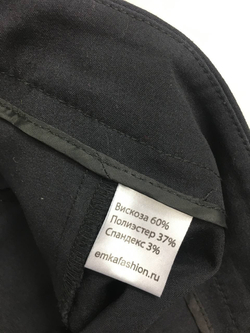 Вискоза 60%
Полиэстер 37%
Спандекс 3%
emkafashion.ru